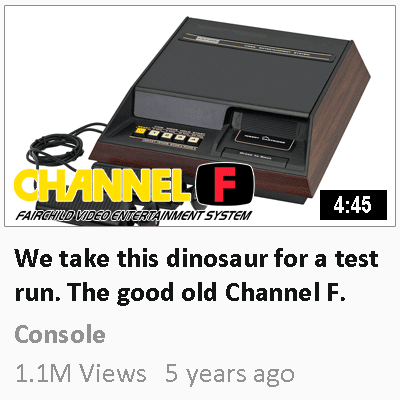 CHANNEL F
FAIRCHILD VIDEO ENTERTAINMENT SYSTEM
4:45
We take this dinosaur for a test
run. The good old Channel F.
Console
1.1M Views 5 years ago